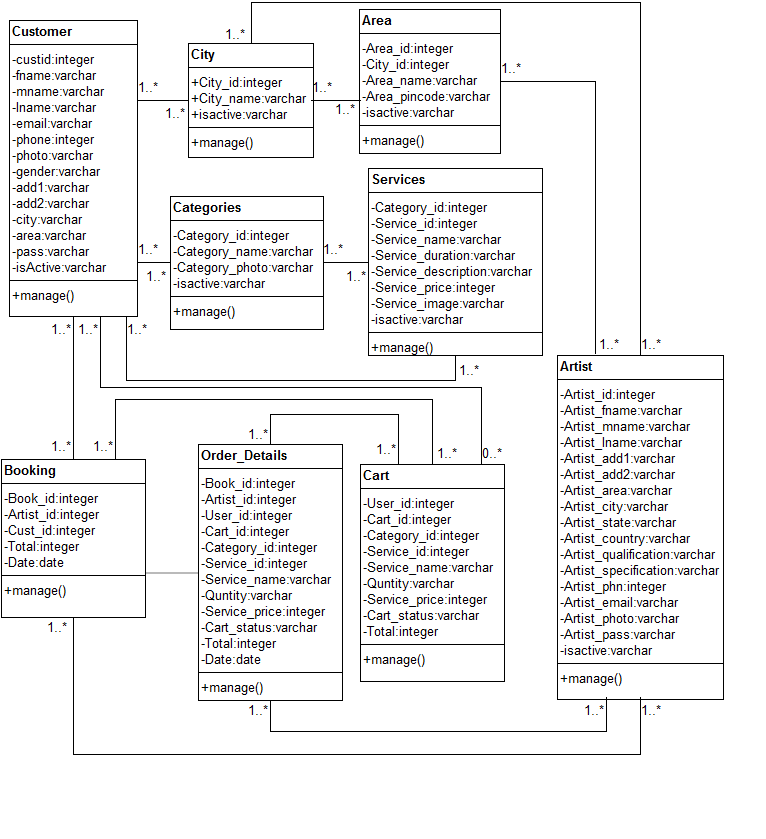 Customer
-custid:integer
-fname:varchar
-mname:varchar
-lname:varchar
-email:varchar
-phone:integer
-photo:varchar
-gender:varchar
-add1:varchar
-add2:varchar
-city:varchar
-area:varchar
-pass:varchar
-isActive:varchar
+manage()
1..*
1..*
1..*
City
+City_id:integer
+City_name:varchar
+isactive:varchar
+manage()
1..*
1..*
Area
-Area_id:integer
-City_id:integer
-Area_name:varchar
-Area_pincode:varchar
-isactive:varchar
+manage()
1..*
1..*
1..*
Categories
-Category_id:integer
-Category_name:varchar
-Category_photo:varchar
-isactive:varchar
+manage()
1..*
1..*
Services
-Category_id:integer
-Service_id:integer
-Service_name:varchar
-Service_duration:varchar
-Service_description:varchar
-Service_price:integer
-Service_image:varchar
-isactive:varchar
+manage()
1..*
1..*
1..*
1..*
1..*
1..*
Artist
-Artist_id:integer
-Artist_fname:varchar
-Artist_mname:varchar
-Artist_lname:varchar
-Artist_add1:varchar
-Artist_add2:varchar
-Artist_area:varchar
-Artist_city:varchar
-Artist_state:varchar
-Artist_country:varchar
-Artist_qualification:varchar
-Artist_specification:varchar
-Artist_phn:integer
-Artist_email:varchar
-Artist_photo:varchar
-Artist_pass:varchar
-isactive:varchar
+manage()
1..*
1..*
1..*
1..*
Booking
-Book_id:integer
-Artist_id:integer
-Cust_id:integer
-Total:integer
-Date:date
+manage()
1..*
1..*
Order_Details
-Book_id:integer
-Artist_id:integer
-User_id:integer
-Cart_id:integer
-Category_id:integer
-Service_id:integer
-Service_name:varchar
-Quntity:varchar
-Service_price:integer
-Cart_status:varchar
-Total:integer
-Date:date
+manage()
1..*
1..*
1..*
0..*
Cart
-User_id:integer
-Cart_id:integer
-Category_id:integer
-Service_id:integer
-Service_name:varchar
-Quntity:varchar
-Service_price:integer
-Cart_status:varchar
-Total:integer
+manage()
1..*
1..*